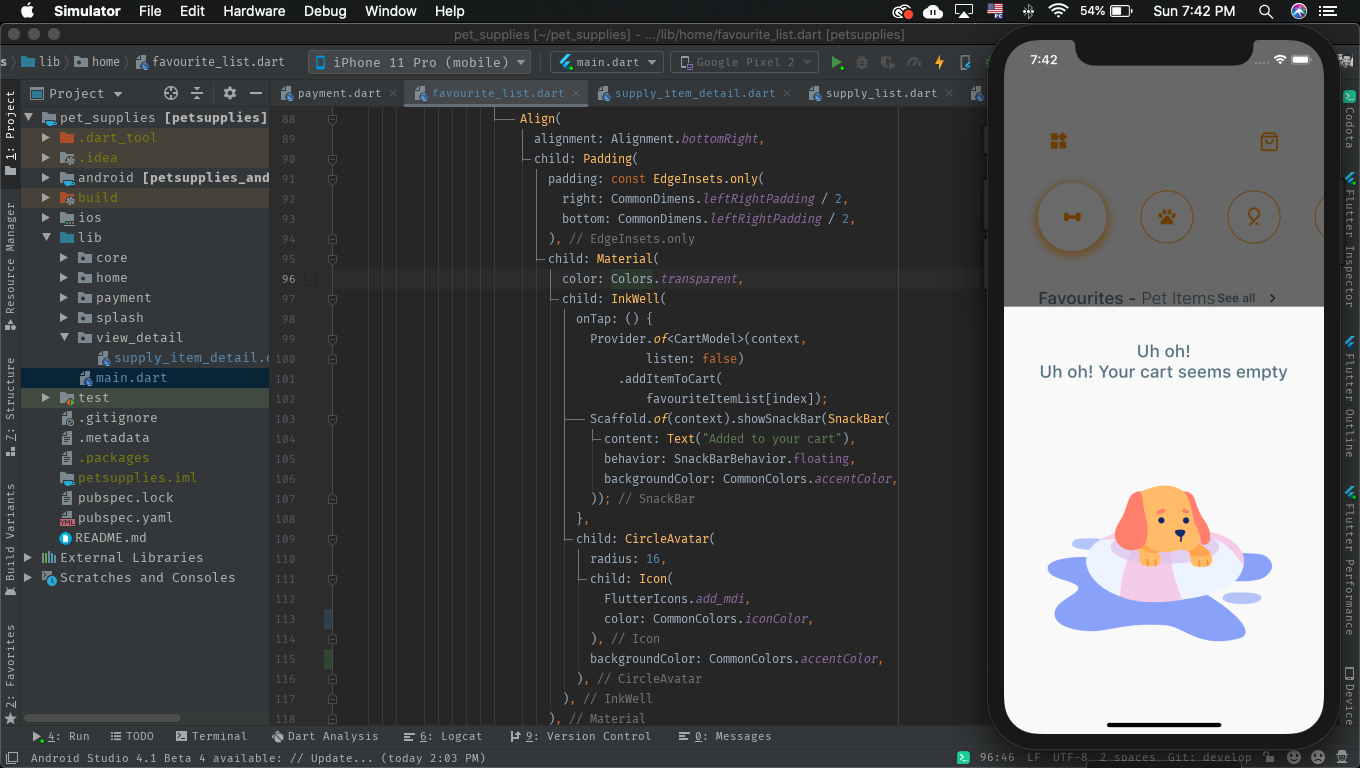 Simulator File Edit Hardware Debug Window Help 54% Sun 7:42 PM
pet_supplies [~/pet_supplies] - .../lib/home/favourite_list.dart [petsupplies]
s lib home favourite_list.dart iPhone 11 Pro (mobile) main.dart Google Pixel 2
Project payment.dart favourite_list.dart supply_item_detail.dart supply_list.dart
1: Project
Resource Manager
7: Structure
Build Variants
2: Favorites
pet_supplies [petsupplies]
.dart_tool
.idea
android [petsupplies_and
build
ios
lib
core
home
payment
splash
view_detail
supply_item_detail.d
main.dart
test
.gitignore
.metadata
.packages
petsupplies.iml
pubspec.lock
pubspec.yaml
README.md
External Libraries
Scratches and Consoles
88 Align(
89 alignment: Alignment.bottomRight,
90 child: Padding(
91 padding: const EdgeInsets.only(
92 right: CommonDimens.leftRightPadding / 2,
93 bottom: CommonDimens.leftRightPadding / 2,
94 ), // EdgeInsets.only
95 child: Material(
96 color: Colors.transparent,
97 child: InkWell(
98 onTap: () {
99 Provider.of<CartModel>(context,
100 listen: false)
101 .addItemToCart(
102 favouriteItemList[index]);
103 Scaffold.of(context).showSnackBar(SnackBar(
104 content: Text("Added to your cart"),
105 behavior: SnackBarBehavior.floating,
106 backgroundColor: CommonColors.accentColor,
107 )); // SnackBar
108 },
109 child: CircleAvatar(
110 radius: 16,
111 child: Icon(
112 FlutterIcons.add_mdi,
113 color: CommonColors.iconColor,
114 ), // Icon
115 backgroundColor: CommonColors.accentColor,
116 ), // CircleAvatar
117 ), // InkWell
118 ), // Material
7:42
Favourites - Pet Items See all
Uh oh!
Uh oh! Your cart seems empty
Codota
Flutter Inspector
Flutter Outline
Flutter Performance
Device
4: Run TODO Terminal Dart Analysis 6: Logcat 9: Version Control 0: Messages
Android Studio 4.1 Beta 4 available: // Update... (today 2:03 PM) 96:46 LF UTF-8 2 spaces Git: develop